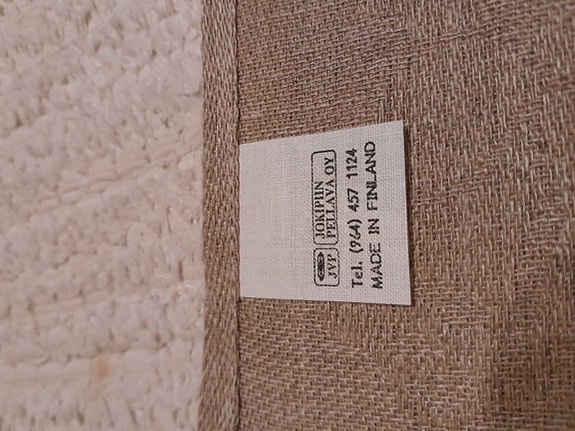 JVP
JOKIPIIN
PELLAVA OY
Tel. (964) 457 1124
MADE IN FINLAND